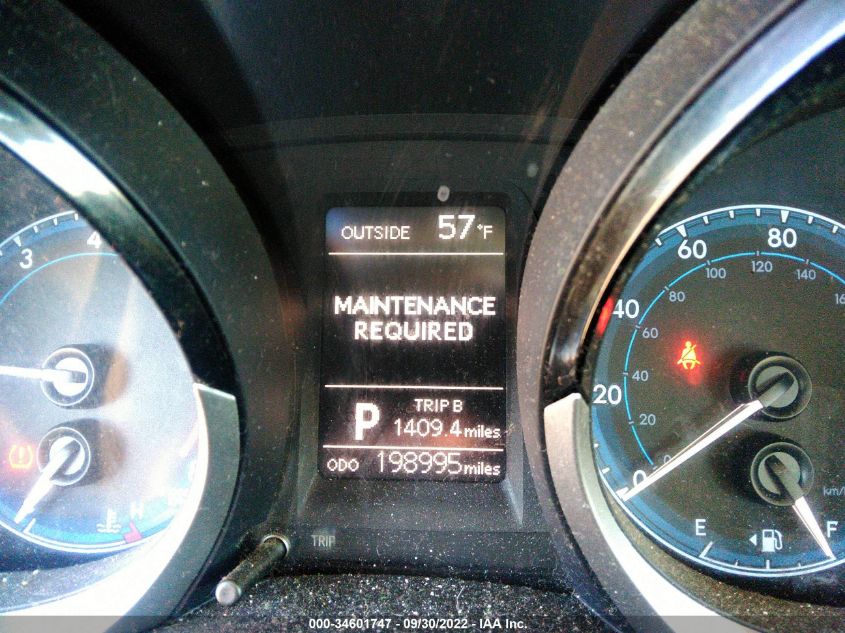 OUTSIDE 57°F
MAINTENANCE
REQUIRED
P
TRIP B
1409.4 miles
ODO 198995 miles
TRIP
3
4
H
0
20
40
60
80
0
20
40
60
80
100
120
140
km/
E
F
000-34601747 - 09/30/2022 - IAA Inc.